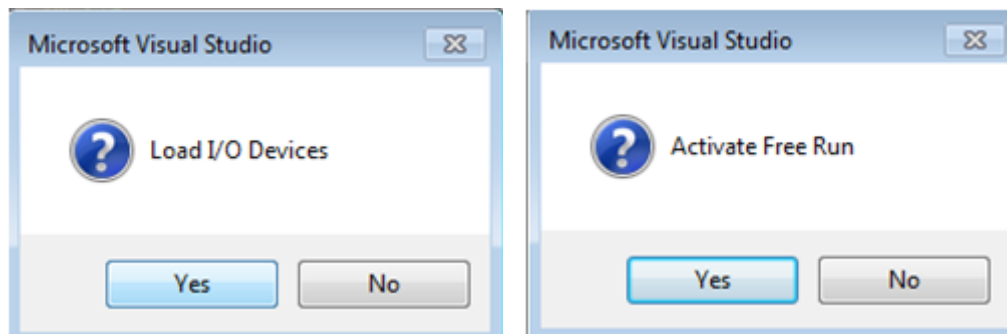 Microsoft Visual Studio
Load I/O Devices
Yes
No
Microsoft Visual Studio
Activate Free Run
Yes
No